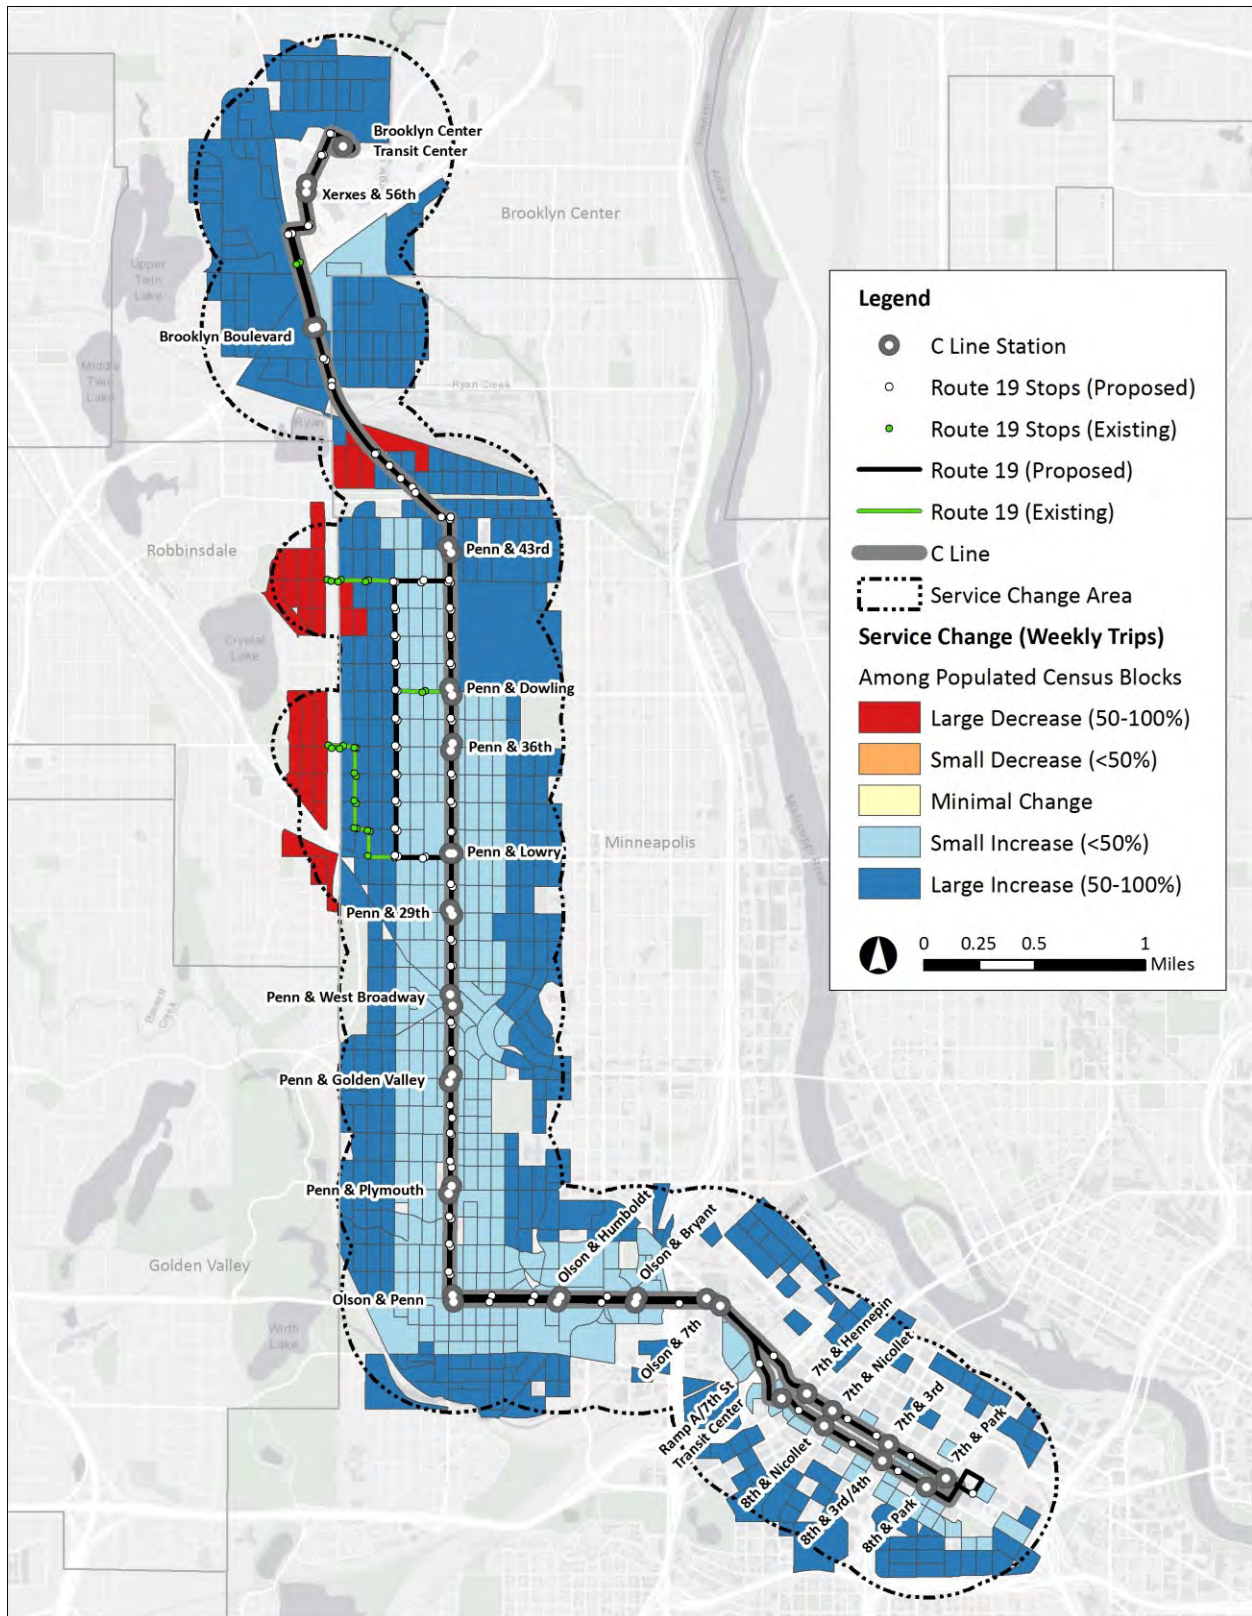 Brooklyn Center
Transit Center
Xerxes & 56th
Brooklyn Center
Upper
Twin
Lake
Brooklyn Boulevard
Middle
Twin
Lake
Ryan Creek
Ryan
Robbinsdale
Penn & 43rd
Crystal
Lake
Penn & Dowling
Penn & 36th
Minneapolis
Mississippi River
Penn & Lowry
Penn & 29th
Penn & West Broadway
Bassett
Creek
Penn & Golden Valley
Penn & Plymouth
Golden Valley
Olson & Humboldt
Olson & Bryant
Olson & Penn
Wirth
Lake
Olson & 7th
7th & Hennepin
7th & Nicollet
7th & 3rd
7th & Park
Ramp A/7th St
Transit Center
8th & Nicollet
8th & 3rd/4th
8th & Park
Legend
C Line Station
Route 19 Stops (Proposed)
Route 19 Stops (Existing)
Route 19 (Proposed)
Route 19 (Existing)
C Line
Service Change Area
Service Change (Weekly Trips)
Among Populated Census Blocks
Large Decrease (50-100%)
Small Decrease (<50%)
Minimal Change
Small Increase (<50%)
Large Increase (50-100%)
0 0.25 0.5 1
Miles